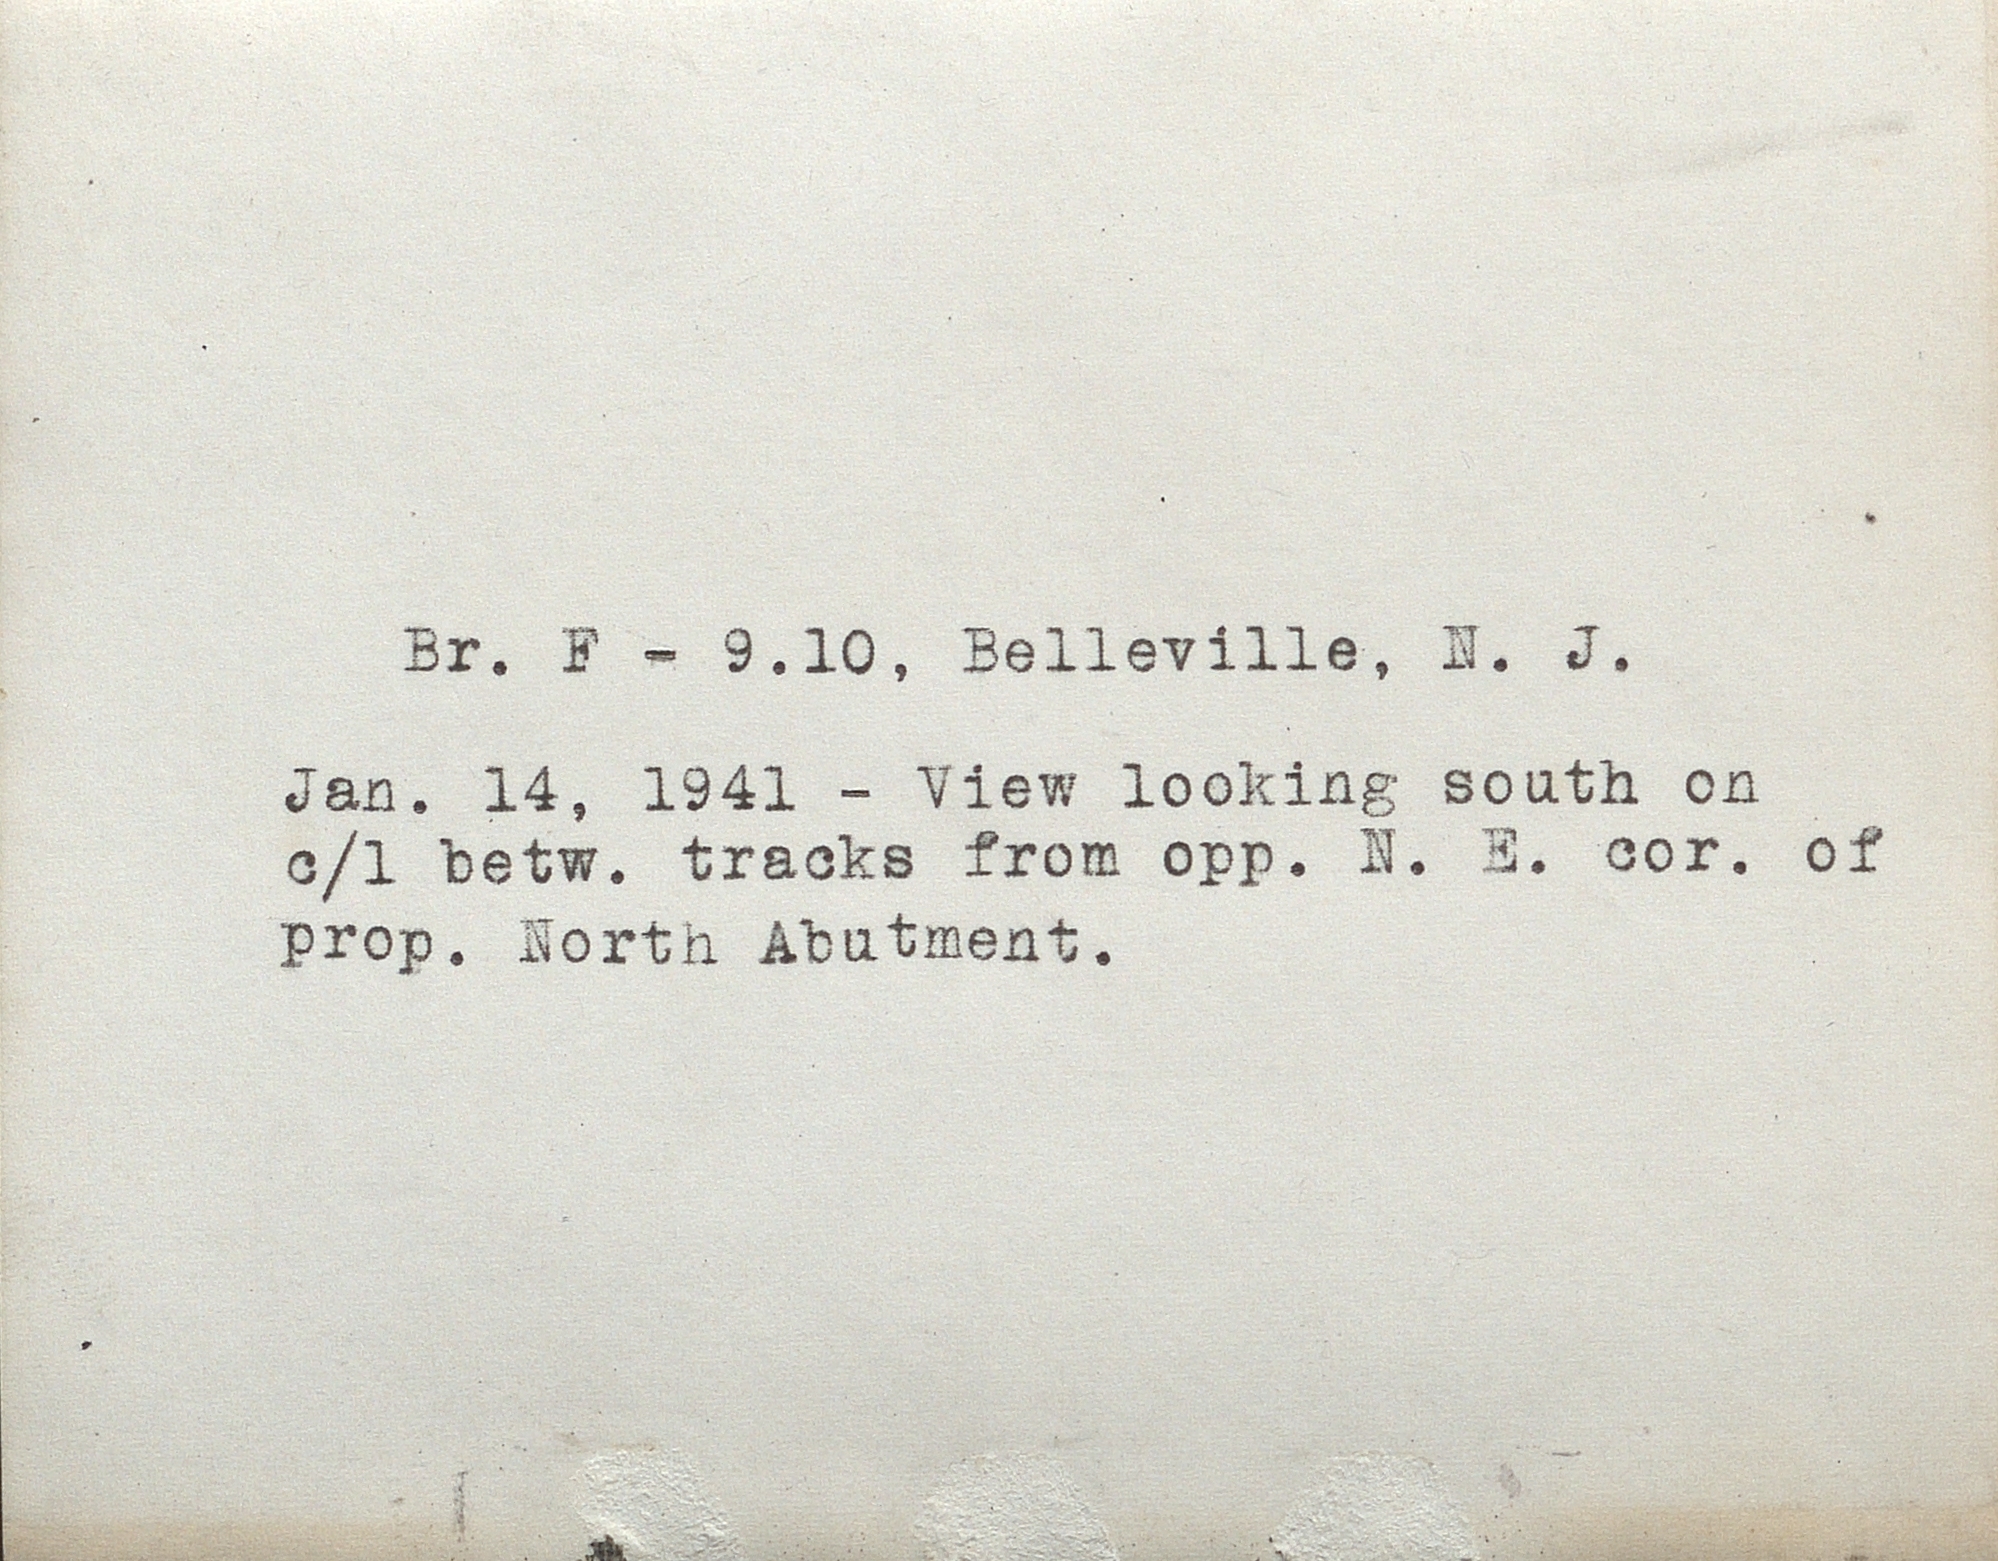 Br. F - 9.10, Belleville, N. J.
Jan. 14, 1941 - View looking south on
c/l betw. tracks from opp. N. E. cor. of
prop. North Abutment.